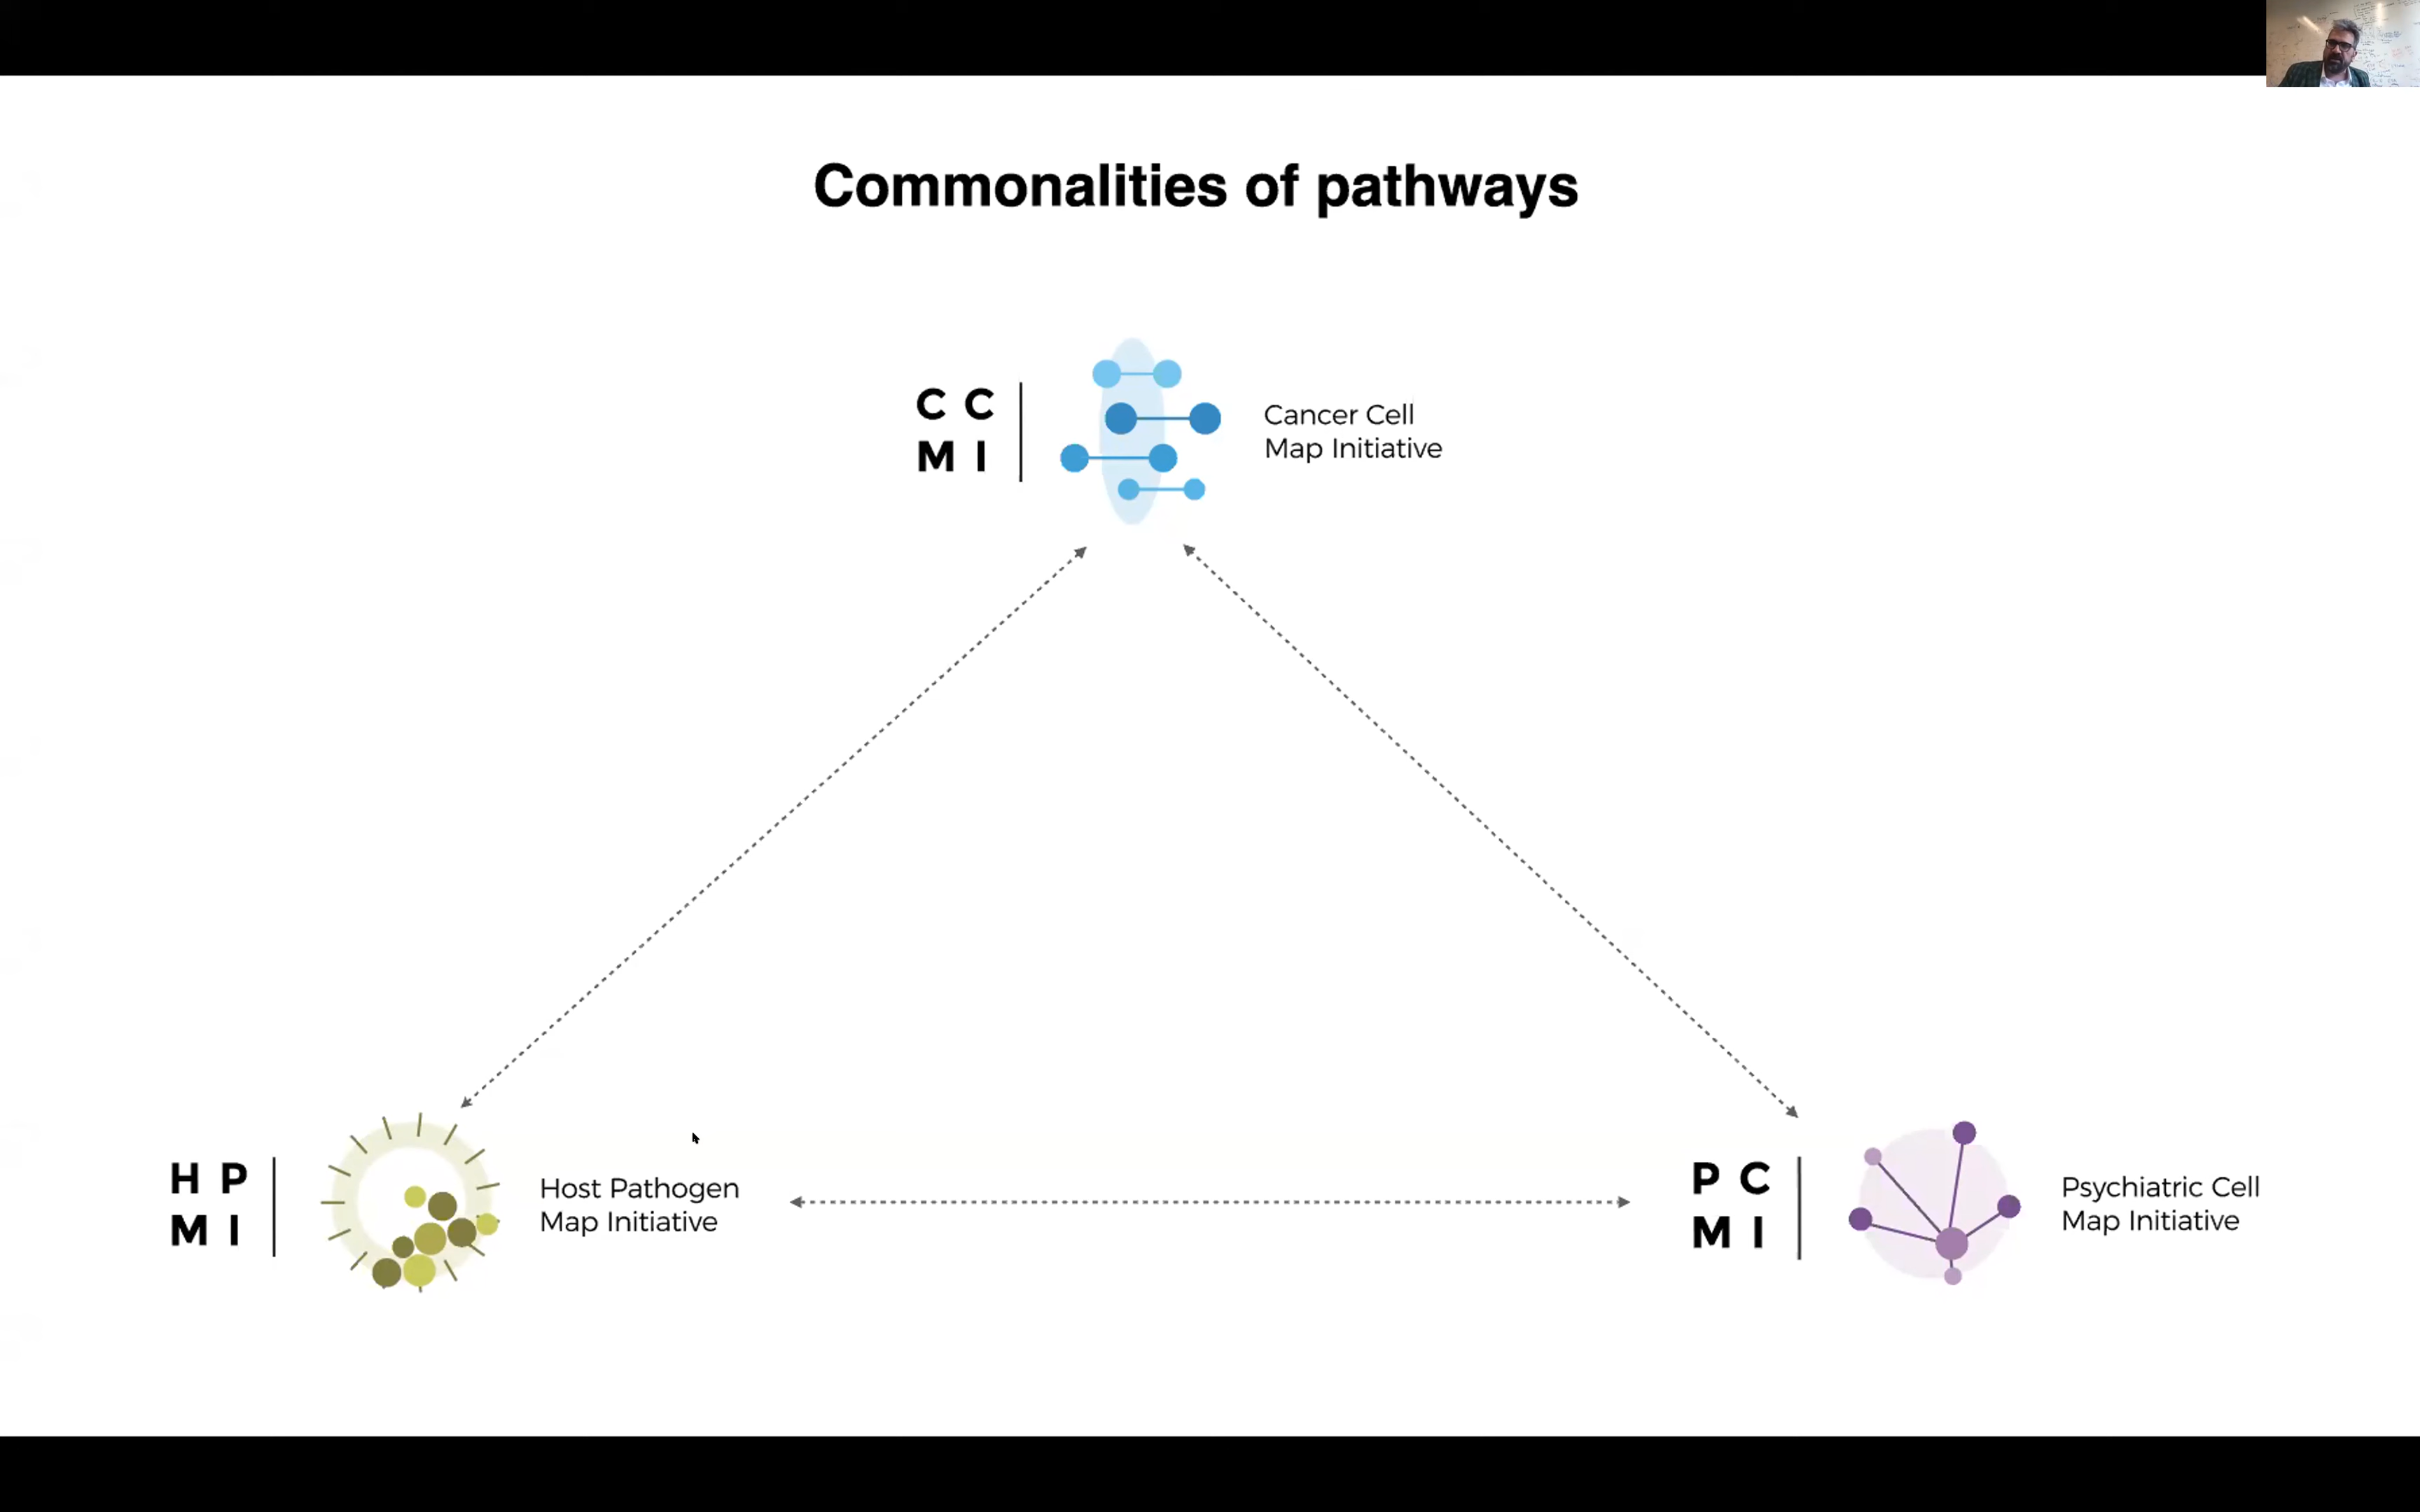 Commonalities of pathways
C C
M I
Cancer Cell
Map Initiative
H P
M I
Host Pathogen
Map Initiative
P C
M I
Psychiatric Cell
Map Initiative